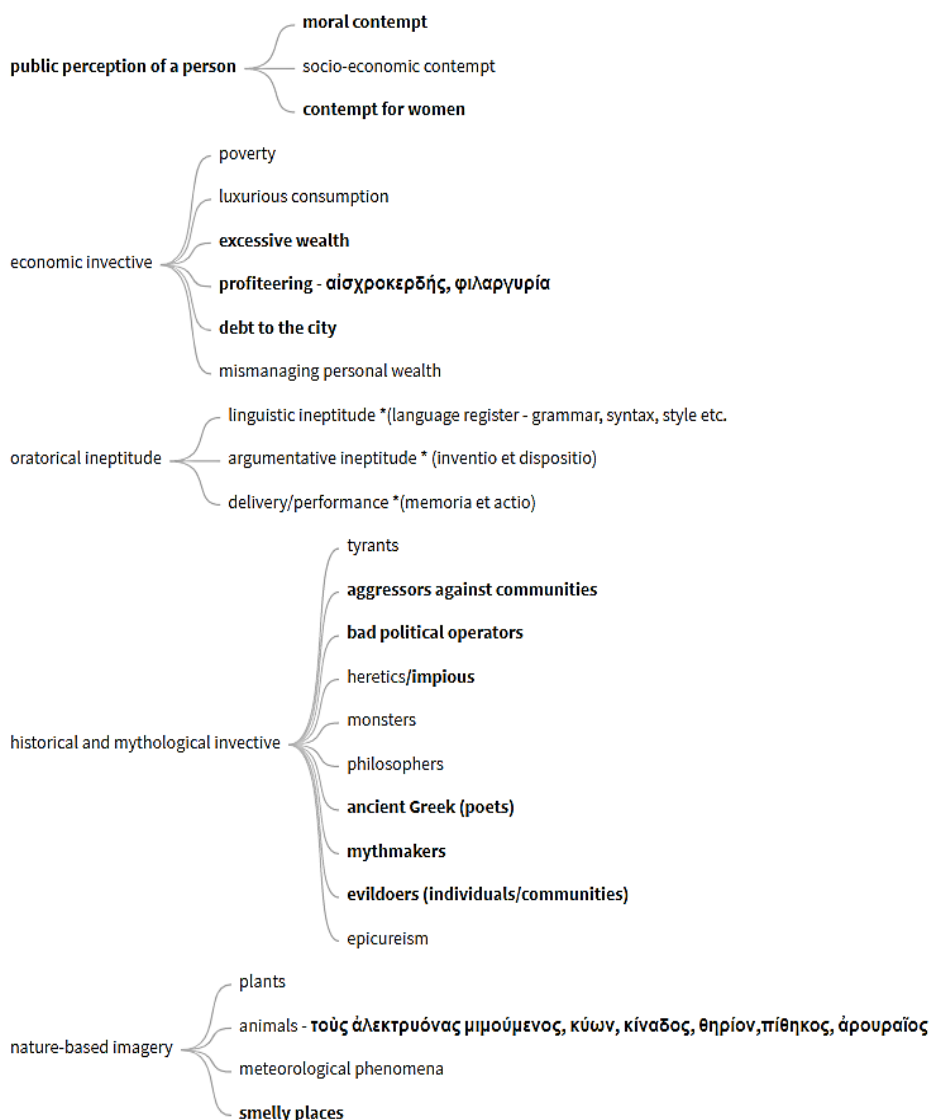 public perception of a person
moral contempt
socio-economic contempt
contempt for women
economic invective
poverty
luxurious consumption
excessive wealth
profiteering - αἰσχροκερδής, φιλαργυρία
debt to the city
mismanaging personal wealth
oratorical ineptitude
linguistic ineptitude *(language register - grammar, syntax, style etc.
argumentative ineptitude * (inventio et dispositio)
delivery/performance *(memoria et actio)
historical and mythological invective
tyrants
aggressors against communities
bad political operators
heretics/impious
monsters
philosophers
ancient Greek (poets)
mythmakers
evildoers (individuals/communities)
epicureism
nature-based imagery
plants
animals - τοὺς ἀλεκτρυόνας μιμούμενος, κύων, κίναδος, θηρίον,πίθηκος, ἀρουραῖος
meteorological phenomena
smelly places